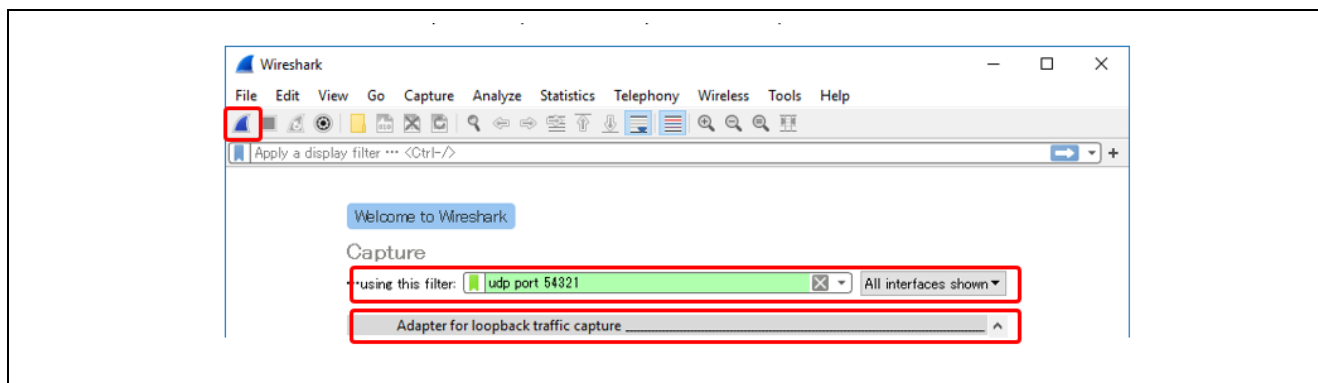 Wireshark
File Edit View Go Capture Analyze Statistics Telephony Wireless Tools Help
Apply a display filter ··· <Ctrl-/>
Welcome to Wireshark
Capture
···using this filter: udp port 54321 All interfaces shown
Adapter for loopback traffic capture